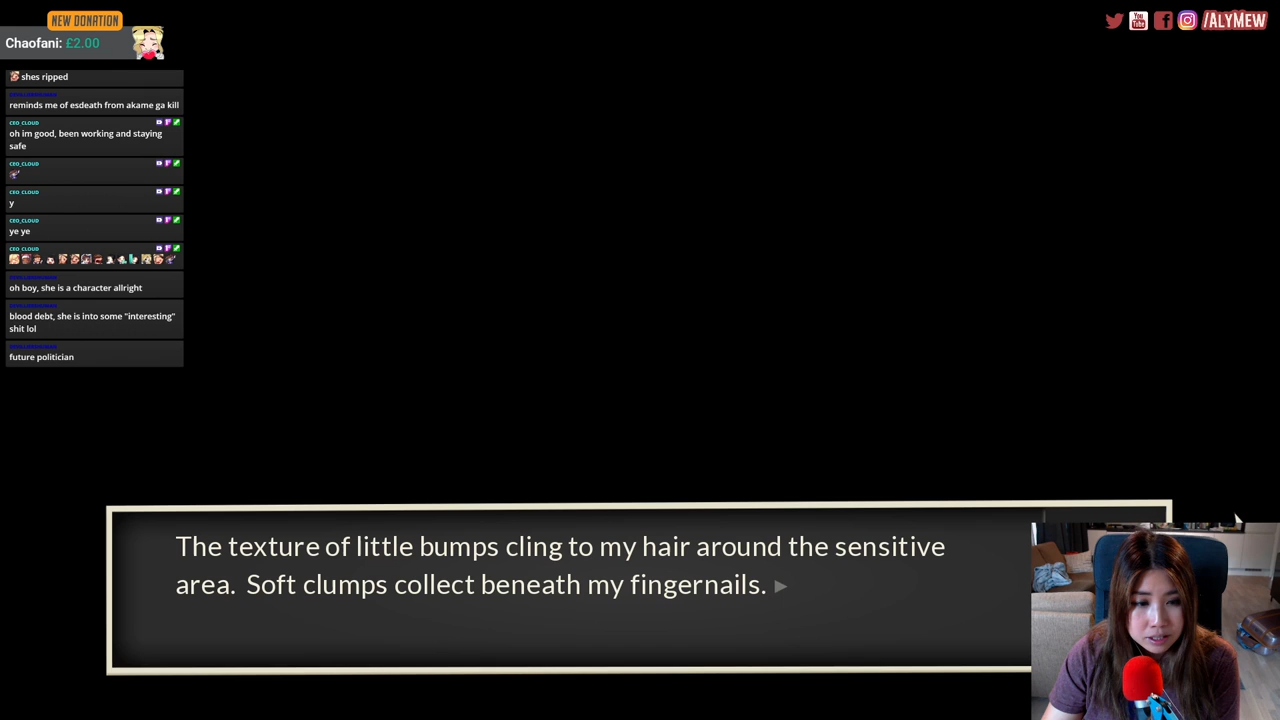 NEW DONATION
Chaofani: £2.00
/ALYMEW
shes ripped
reminds me of esdeath from akame ga kill
CEO_CLOUD
oh im good, been working and staying
safe
CEO_CLOUD
CEO_CLOUD
y
CEO_CLOUD
ye ye
CEO_CLOUD
oh boy, she is a character allright
blood debt, she is into some "interesting"
shit lol
future politician
The texture of little bumps cling to my hair around the sensitive
area. Soft clumps collect beneath my fingernails.